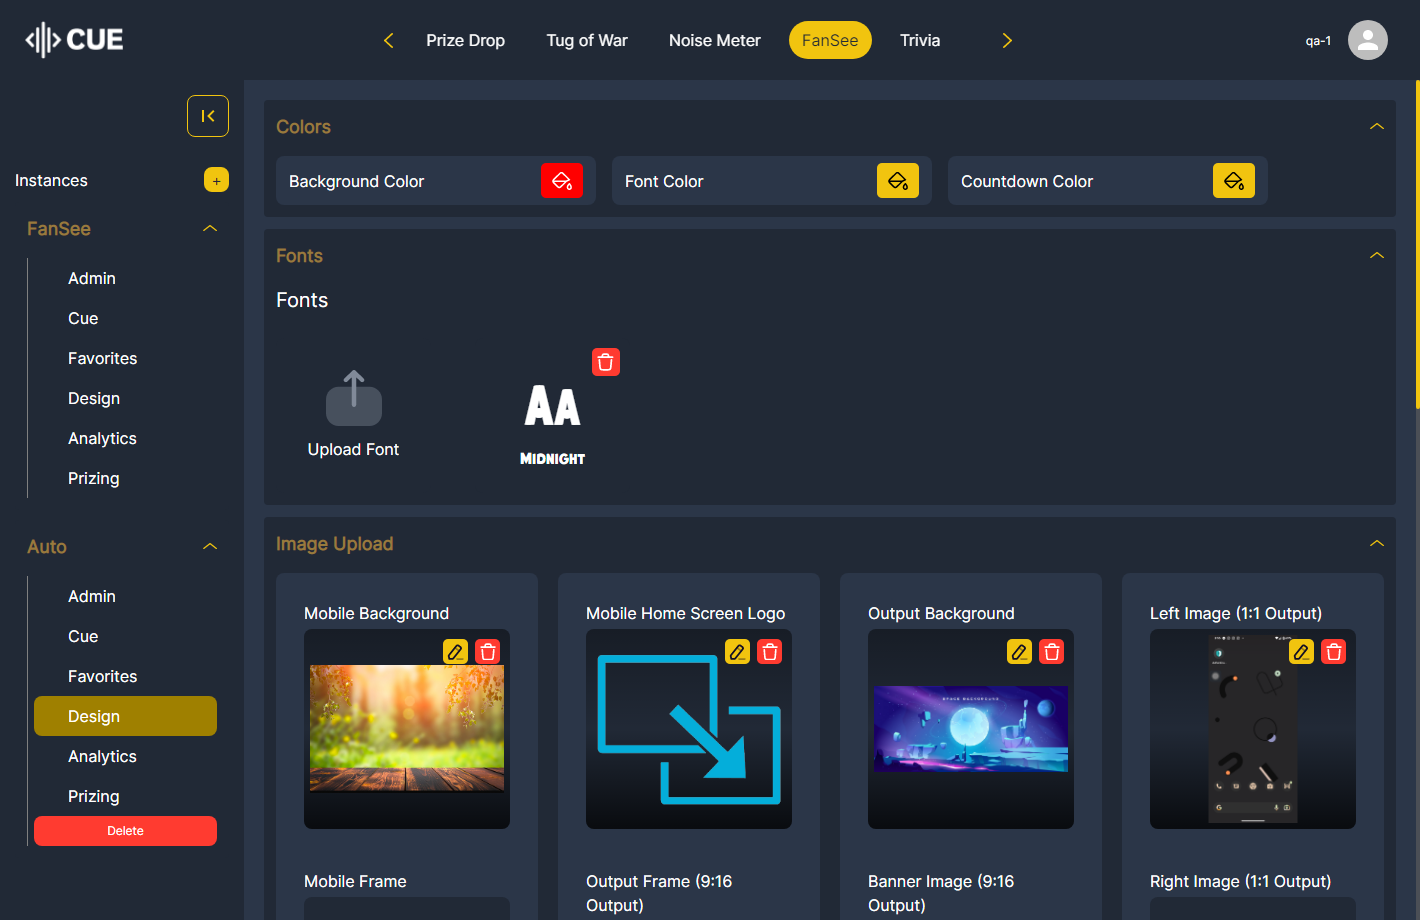 CUE
Prize Drop
Tug of War
Noise Meter
FanSee
Trivia
qa-1
Instances
+
FanSee
Admin
Cue
Favorites
Design
Analytics
Prizing
Auto
Admin
Cue
Favorites
Design
Analytics
Prizing
Delete
Colors
Background Color
Font Color
Countdown Color
Fonts
Fonts
Upload Font
AA
MIDNIGHT
Image Upload
Mobile Background
Mobile Home Screen Logo
Output Background
SPACE BACKGROUND
Left Image (1:1 Output)
Mobile Frame
Output Frame (9:16
Output)
Banner Image (9:16
Output)
Right Image (1:1 Output)